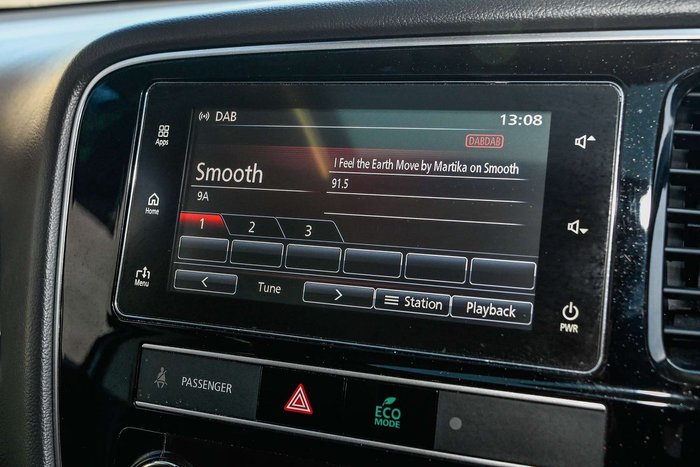 DAB
13:08
DABDAB
Apps
Smooth
I Feel the Earth Move by Martika on Smooth
91.5
9A
Home
1 2 3
Menu
< Tune > Station Playback
PWR
PASSENGER
ECO
MODE